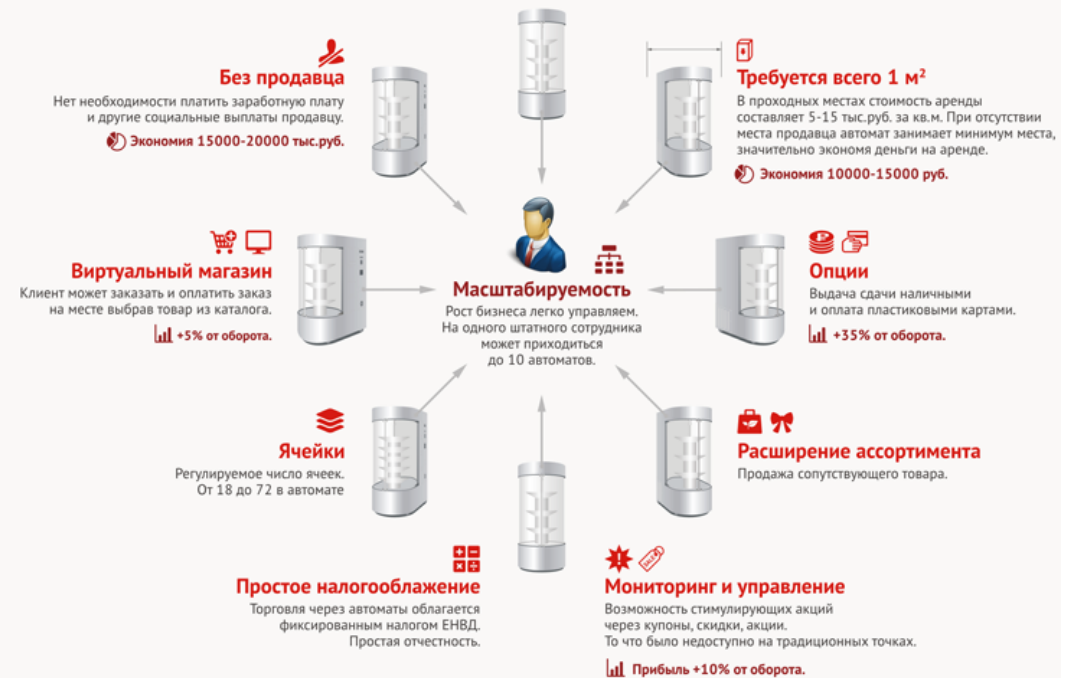 Без продавца
Нет необходимости платить заработную плату
и другие социальные выплаты продавцу.
Экономия 15000-20000 тыс.руб.
Требуется всего 1 м²
В проходных местах стоимость аренды
составляет 5-15 тыс.руб. за кв.м. При отсутствии
места продавца автомат занимает минимум места,
значительно экономя деньги на аренде.
Экономия 10000-15000 руб.
Виртуальный магазин
Клиент может заказать и оплатить заказ
на месте выбрав товар из каталога.
+5% от оборота.
Масштабируемость
Рост бизнеса легко управляем.
На одного штатного сотрудника
может приходиться
до 10 автоматов.
Опции
Выдача сдачи наличными
и оплата пластиковыми картами.
+35% от оборота.
Ячейки
Регулируемое число ячеек.
От 18 до 72 в автомате
Расширение ассортимента
Продажа сопутствующего товара.
Простое налогооблажение
Торговля через автоматы облагается
фиксированным налогом ЕНВД.
Простая отчестность.
SALE
Мониторинг и управление
Возможность стимулирующих акций
через купоны, скидки, акции.
То что было недоступно на традиционных точках.
Прибыль +10% от оборота.